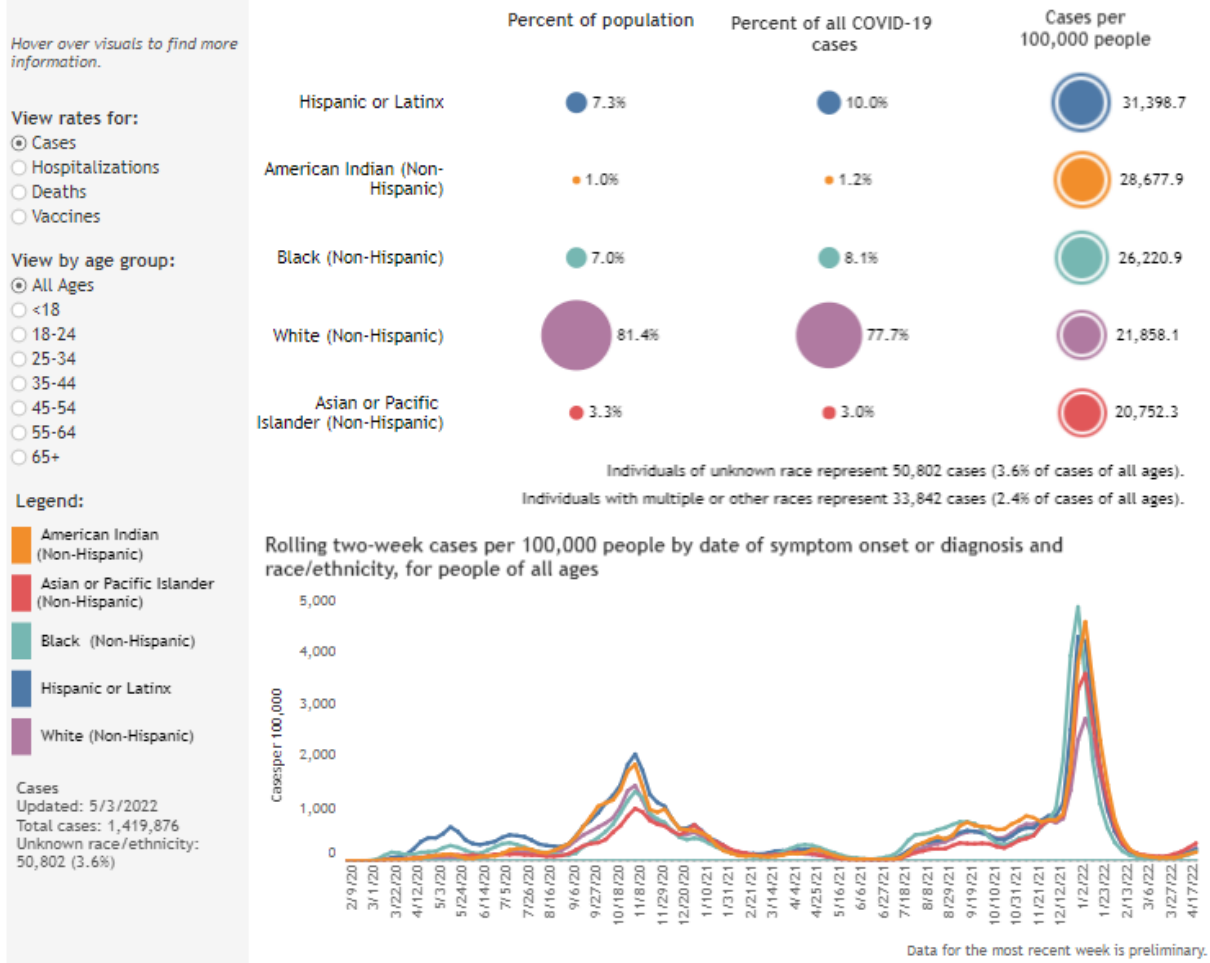 Hover over visuals to find more
information.
View rates for:
Cases
Hospitalizations
Deaths
Vaccines
View by age group:
All Ages
<18
18-24
25-34
35-44
45-54
55-64
65+
Legend:
American Indian
(Non-Hispanic)
Asian or Pacific Islander
(Non-Hispanic)
Black (Non-Hispanic)
Hispanic or Latinx
White (Non-Hispanic)
Cases
Updated: 5/3/2022
Total cases: 1,419,876
Unknown race/ethnicity:
50,802 (3.6%)
Percent of population
Percent of all COVID-19
cases
Cases per
100,000 people
Hispanic or Latinx 7.3% 10.0% 31,398.7
American Indian (Non-
Hispanic) 1.0% 1.2% 28,677.9
Black (Non-Hispanic) 7.0% 8.1% 26,220.9
White (Non-Hispanic) 81.4% 77.7% 21,858.1
Asian or Pacific
Islander (Non-Hispanic) 3.3% 3.0% 20,752.3
Individuals of unknown race represent 50,802 cases (3.6% of cases of all ages).
Individuals with multiple or other races represent 33,842 cases (2.4% of cases of all ages).
Rolling two-week cases per 100,000 people by date of symptom onset or diagnosis and
race/ethnicity, for people of all ages
Casesper 100,000
5,000
4,000
3,000
2,000
1,000
0
2/9/20
3/1/20
3/22/20
4/12/20
5/3/20
5/24/20
6/14/20
7/5/20
7/26/20
8/16/20
9/6/20
9/27/20
10/18/20
11/8/20
11/29/20
12/20/20
1/10/21
1/31/21
2/21/21
3/14/21
4/4/21
4/25/21
5/16/21
6/6/21
6/27/21
7/18/21
8/8/21
8/29/21
9/19/21
10/10/21
10/31/21
11/21/21
12/12/21
1/2/22
1/23/22
2/13/22
3/6/22
3/27/22
4/17/22
Data for the most recent week is preliminary.